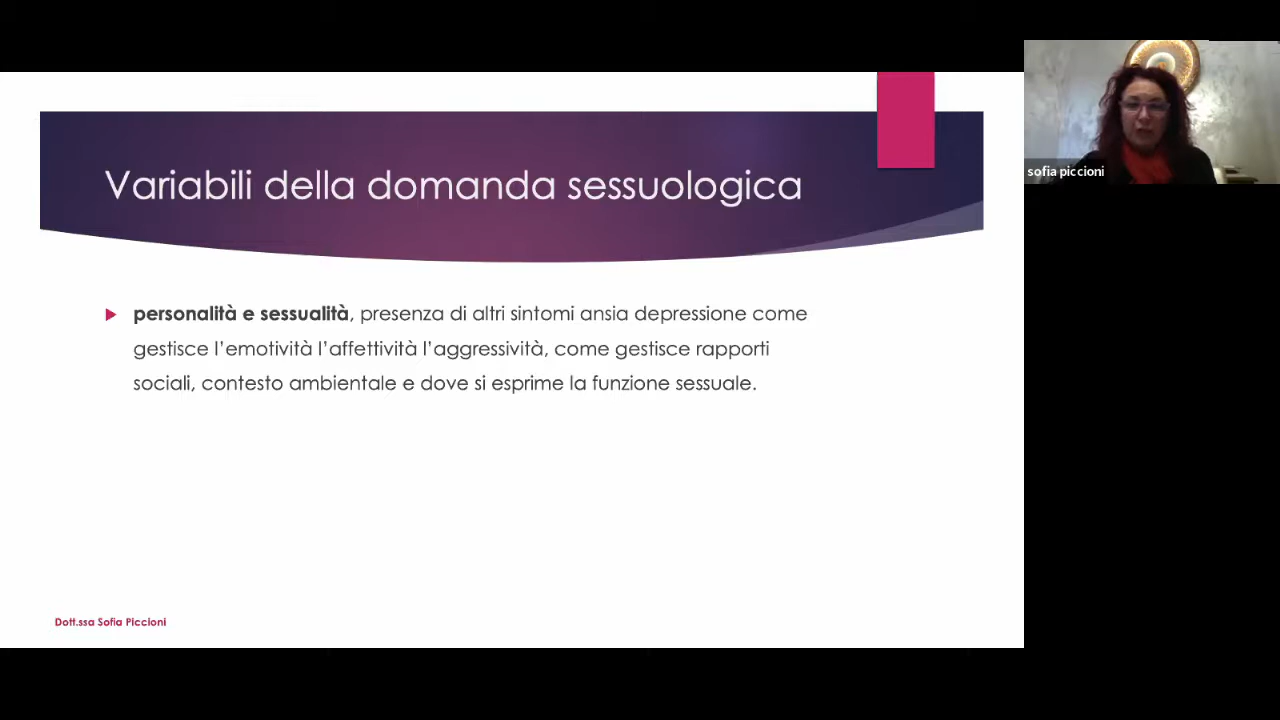 Variabili della domanda sessuologica
personalità e sessualità, presenza di altri sintomi ansia depressione come
gestisce l'emotività l'affettività l'aggressività, come gestisce rapporti
sociali, contesto ambientale e dove si esprime la funzione sessuale.
Dott.ssa Sofia Piccioni
sofia piccioni